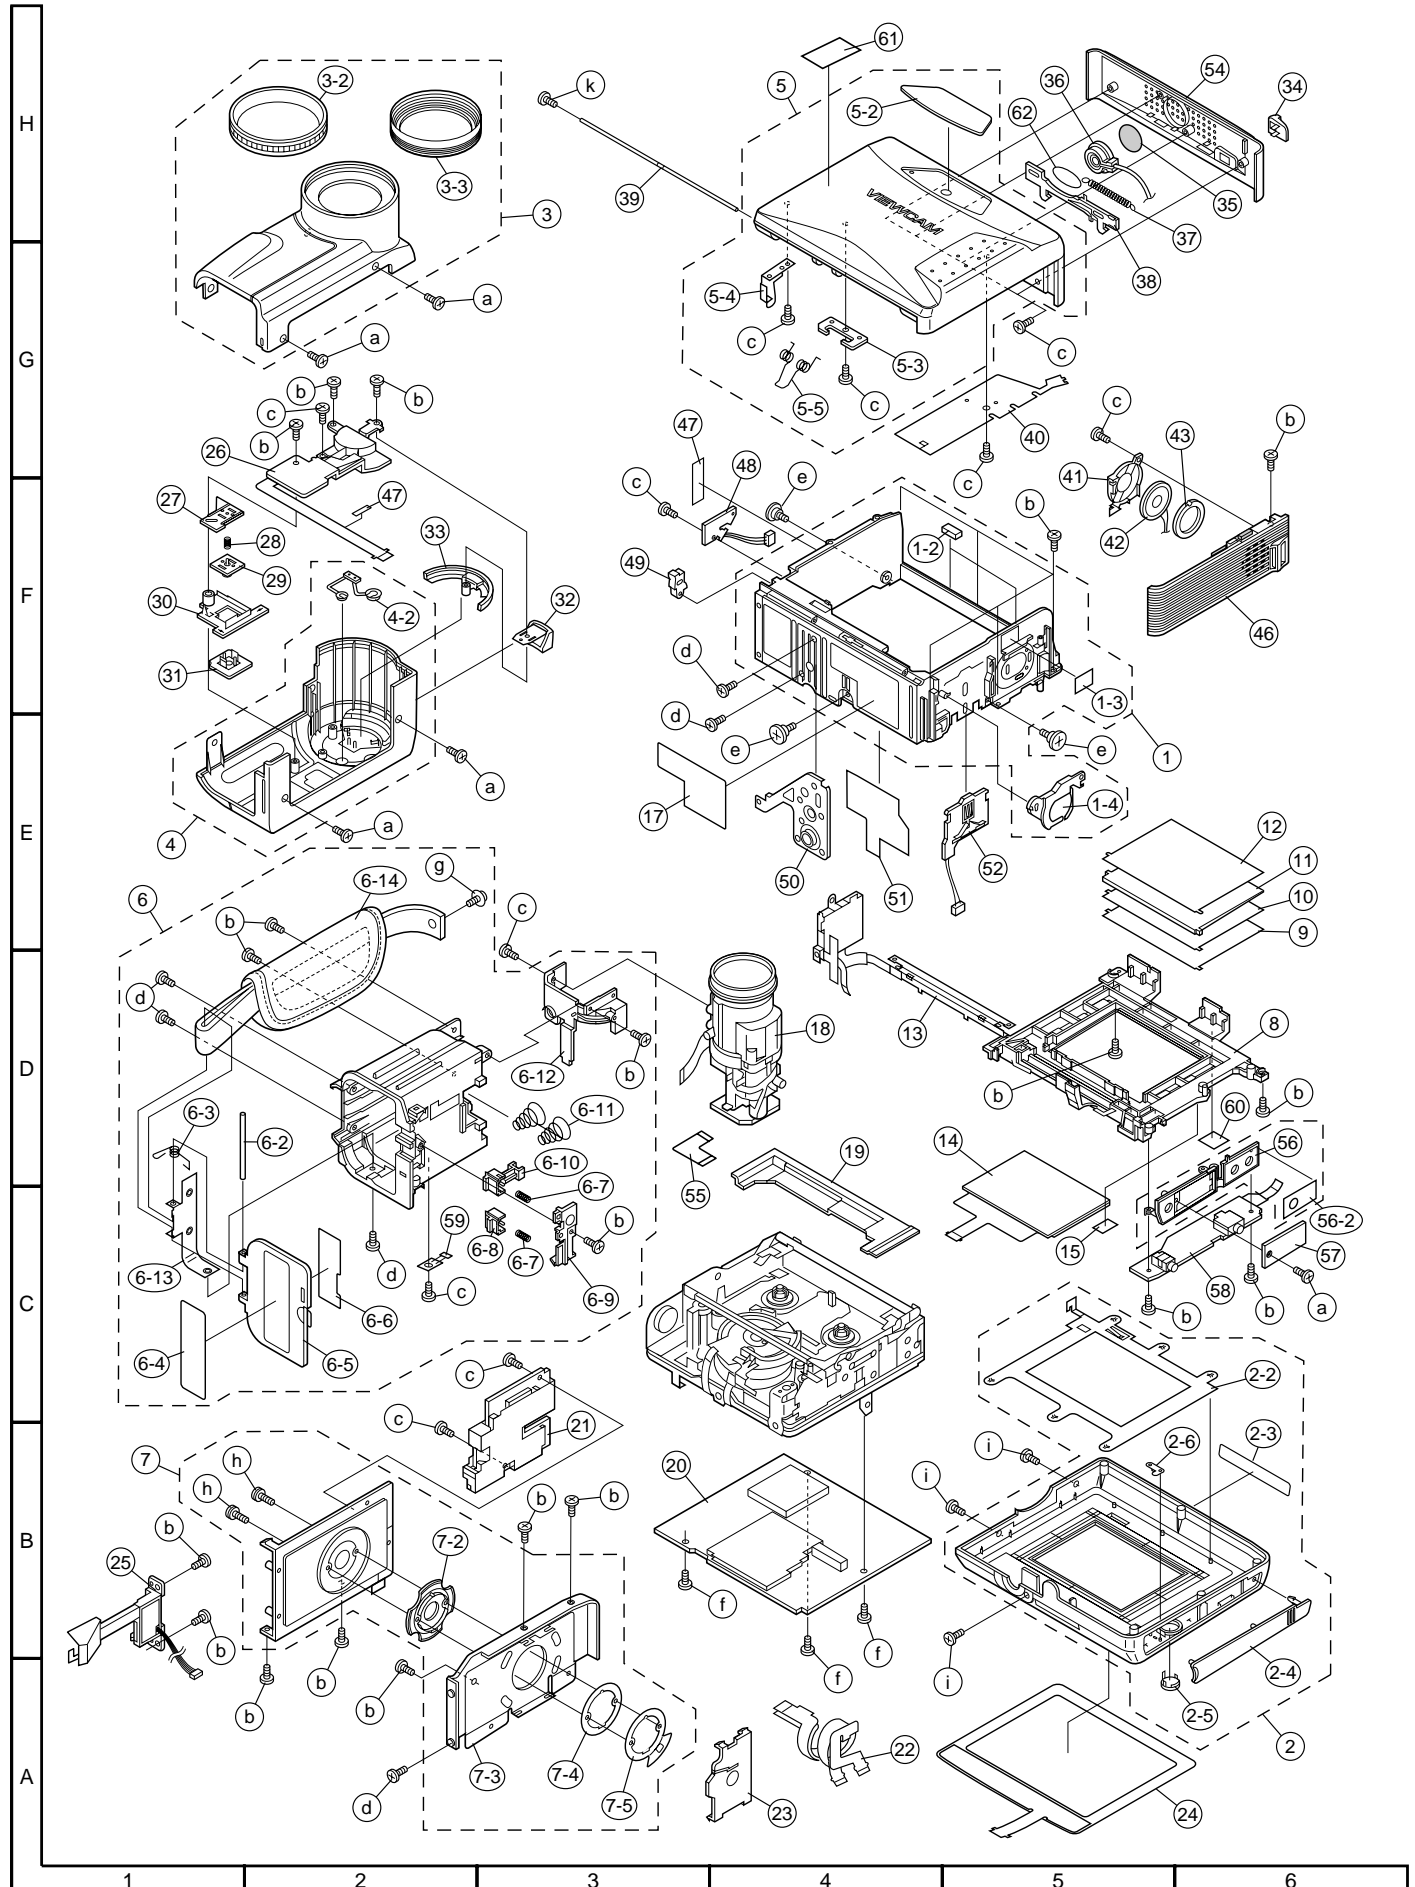 H
61
54
34
3-2
k
5
5-2
36
62
3-3
3
39
VIEWCAM
35
37
38
a
5-4
c
5-3
c
G
a
b
b
c
b
5-5
c
40
c
43
b
26
47
48
e
c
41
42
27
47
c
1-2
b
28
33
29
49
F
30
4-2
32
46
31
d
1-3
d
e
e
1
a
17
1-4
E
4
a
50
51
52
12
11
10
9
6
6-14
g
b
c
d
13
18
8
D
6-12
b
b
b
6-3
6-2
6-11
60
6-10
14
19
56
55
6-7
56-2
59
6-8
6-7
b
15
57
6-13
d
6-9
58
C
6-6
c
b
b
a
6-4
6-5
c
2-2
c
21
2-6
2-3
7
h
i
20
h
b
b
i
B
b
7-2
25
f
b
b
b
b
f
f
i
2-4
2-5
2
A
7-3
7-4
7-5
22
d
23
24
1
2
3
4
5
6